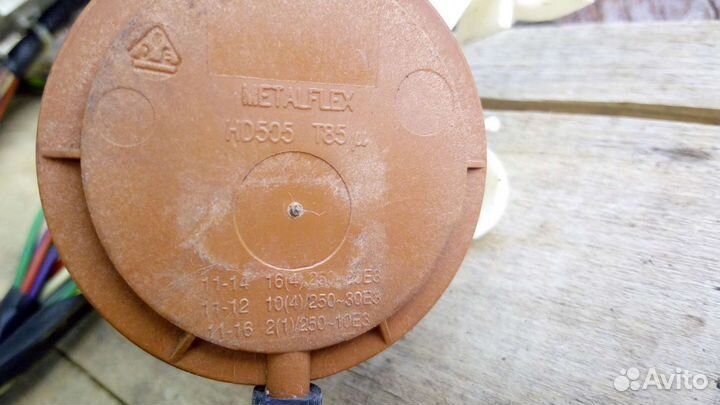 METALFLEX
HD505 T85 µ
11-14 16(4)/250~20E3
11-12 10(4)/250~30E3
11-16 2(1)/250~10E3
Avito